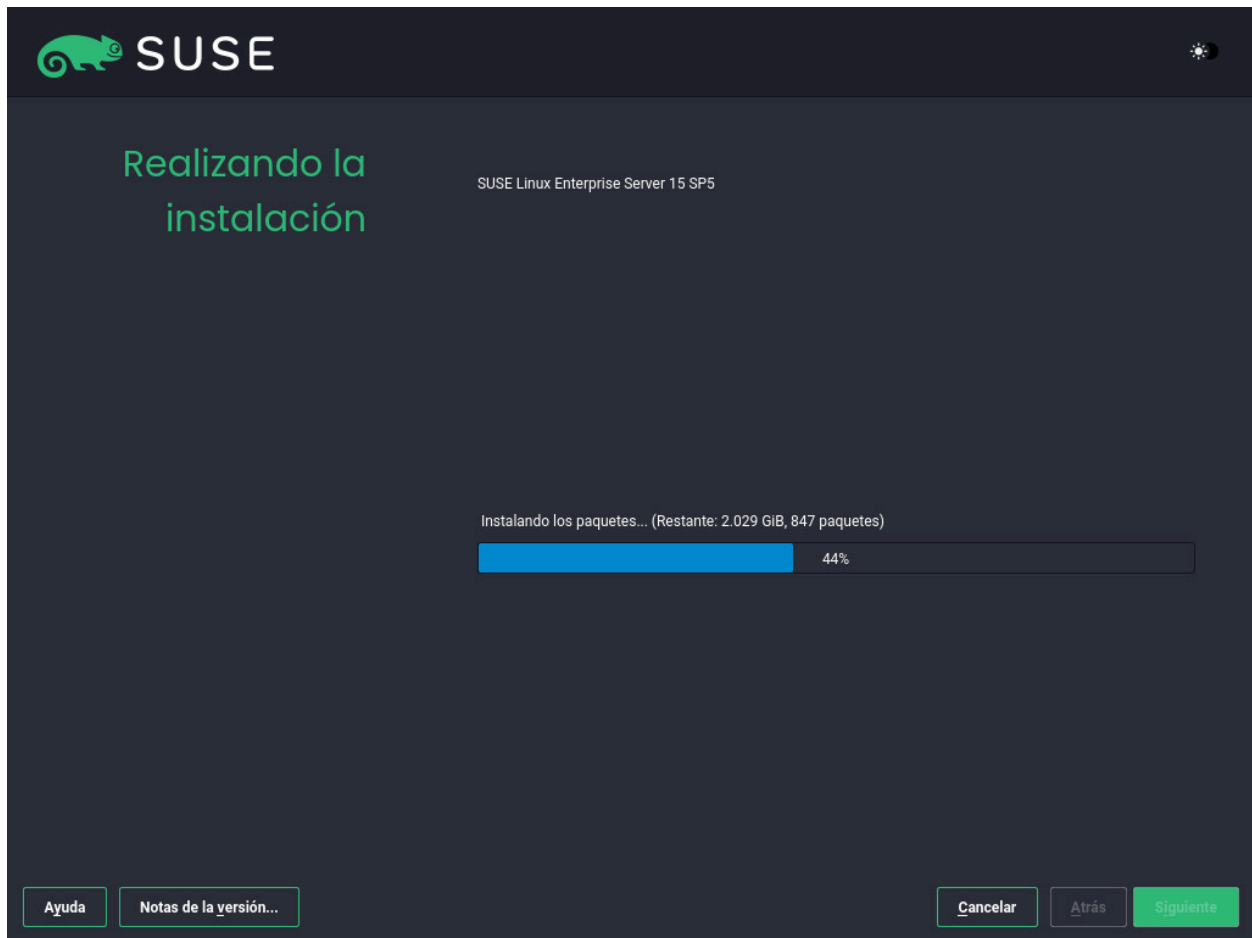 SUSE
Realizando la
instalación
SUSE Linux Enterprise Server 15 SP5
Instalando los paquetes... (Restante: 2.029 GiB, 847 paquetes)
44%
Ayuda
Notas de la versión...
Cancelar
Atrás
Siguiente